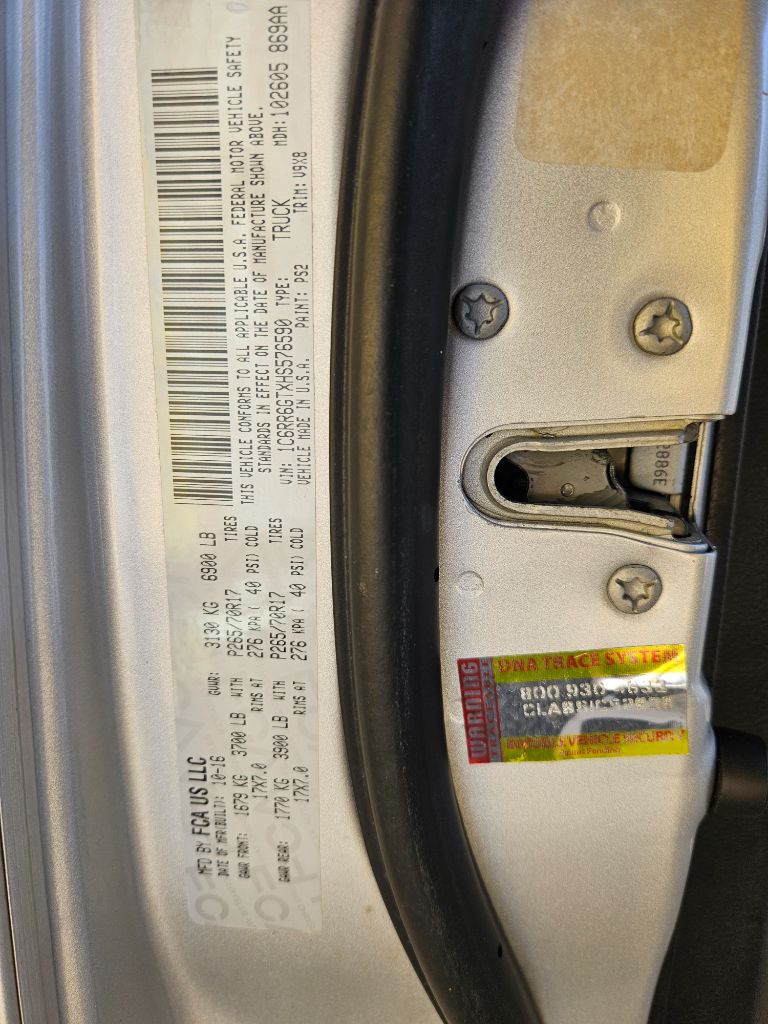 MFD BY FCA US LLC
DATE OF MFR(BUILT): 10-16 GVWR: 3130 KG 6900 LB
GAWR FRONT: 1679 KG 3700 LB WITH P265/70R17 TIRES
17X7.0 RIMS AT 276 KPA ( 40 PSI) COLD
GAWR REAR: 1770 KG 3900 LB WITH P265/70R17 TIRES
17X7.0 RIMS AT 276 KPA ( 40 PSI) COLD
THIS VEHICLE CONFORMS TO ALL APPLICABLE U.S.A. FEDERAL MOTOR VEHICLE SAFETY
STANDARDS IN EFFECT ON THE DATE OF MANUFACTURE SHOWN ABOVE.
VIN: 1C6RR6GTXHS576590 TYPE: TRUCK MDH: 102605 869AA
VEHICLE MADE IN U.S.A. PAINT: PS2 TRIM: V9X8
2886E
WARNING
DNA TRACE SYSTEM
800 930